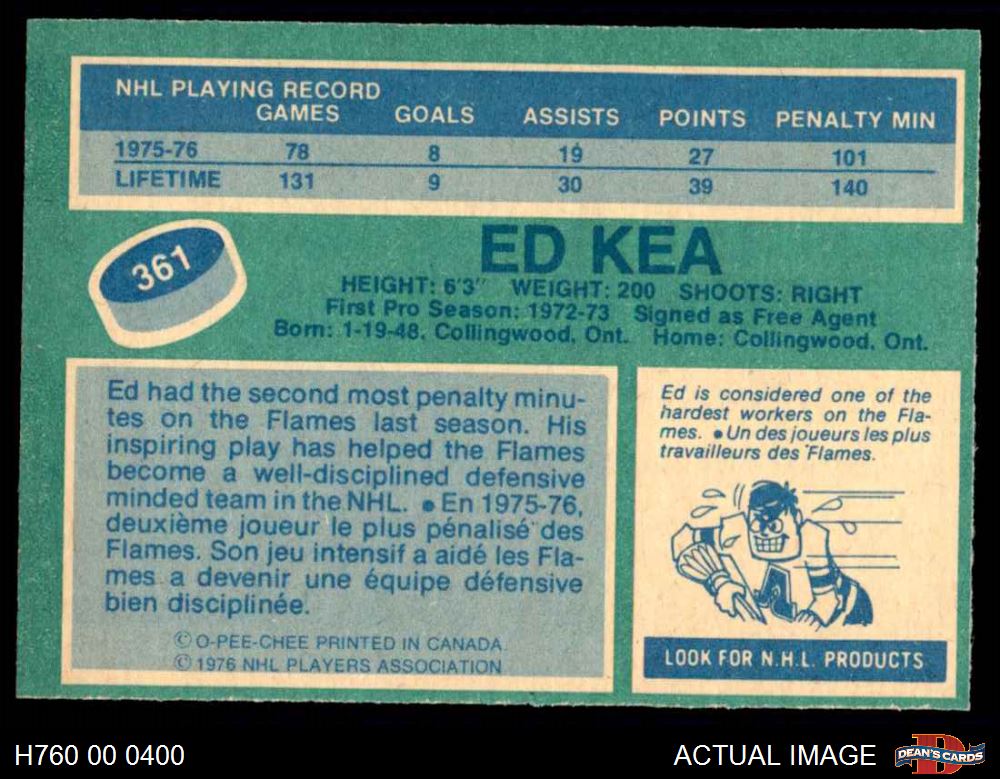 NHL PLAYING RECORD
GAMES GOALS ASSISTS POINTS PENALTY MIN
1975-76 78 8 19 27 101
LIFETIME 131 9 30 39 140
361
ED KEA
HEIGHT: 6'3" WEIGHT: 200 SHOOTS: RIGHT
First Pro Season: 1972-73 Signed as Free Agent
Born: 1-19-48, Collingwood, Ont. Home: Collingwood, Ont.
Ed had the second most penalty minu-
tes on the Flames last season. His
inspiring play has helped the Flames
become a well-disciplined defensive
minded team in the NHL. • En 1975-76,
deuxième joueur le plus pénalisé des
Flames. Son jeu intensif a aidé les Fla-
mes a devenir une équipe défensive
bien disciplinée.
© O-PEE-CHEE PRINTED IN CANADA.
© 1976 NHL PLAYERS ASSOCIATION
Ed is considered one of the
hardest workers on the Fla-
mes. • Un des joueurs les plus
travailleurs des Flames.
A
LOOK FOR N.H.L. PRODUCTS
H760 00 0400
ACTUAL IMAGE
D
DEAN'S CARDS